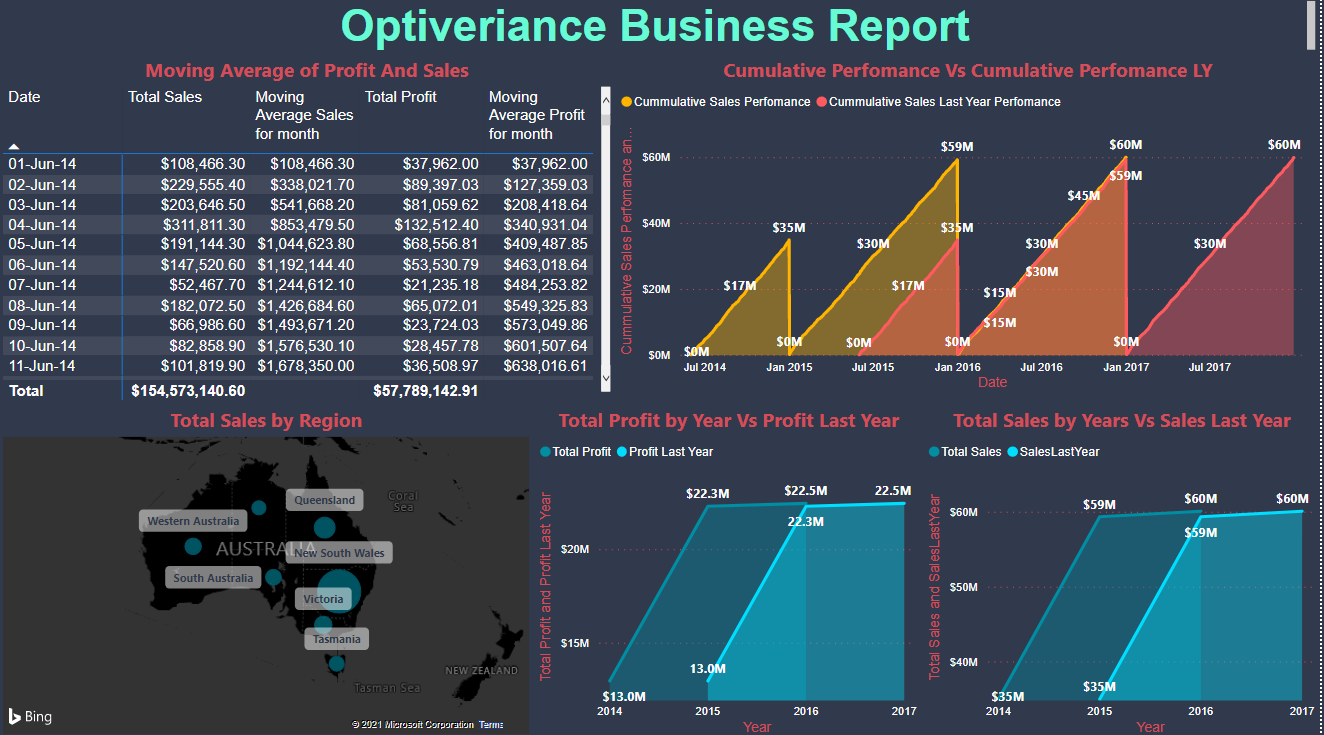 Optiveriance Business Report
Moving Average of Profit And Sales
Date Total Sales Moving Total Profit Moving
Average Sales Average Profit
for month for month
01-Jun-14 $108,466.30 $108,466.30 $37,962.00 $37,962.00
02-Jun-14 $229,555.40 $338,021.70 $89,397.03 $127,359.03
03-Jun-14 $203,646.50 $541,668.20 $81,059.62 $208,418.64
04-Jun-14 $311,811.30 $853,479.50 $132,512.40 $340,931.04
05-Jun-14 $191,144.30 $1,044,623.80 $68,556.81 $409,487.85
06-Jun-14 $147,520.60 $1,192,144.40 $53,530.79 $463,018.64
07-Jun-14 $52,467.70 $1,244,612.10 $21,235.18 $484,253.82
08-Jun-14 $182,072.50 $1,426,684.60 $65,072.01 $549,325.83
09-Jun-14 $66,986.60 $1,493,671.20 $23,724.03 $573,049.86
10-Jun-14 $82,858.90 $1,576,530.10 $28,457.78 $601,507.64
11-Jun-14 $101,819.90 $1,678,350.00 $36,508.97 $638,016.61
Total $154,573,140.60 $57,789,142.91
Cumulative Perfomance Vs Cumulative Perfomance LY
Cummulative Sales Perfomance Cummulative Sales Last Year Perfomance
Cummulative Sales Perfomance an...
$60M
$40M
$20M
$0M
$59M
$60M
$60M
$59M
$45M
$35M
$35M
$30M
$30M
$30M
$30M
$17M
$17M
$15M
$15M
$0M
$0M
$0M
$0M
$0M
Jul 2014 Jan 2015 Jul 2015 Jan 2016 Jul 2016 Jan 2017 Jul 2017
Date
Total Sales by Region
Queensland
Coral
Sea
Western Australia
AUSTRALIA
New South Wales
South Australia
Victoria
Tasmania
NEW ZEALAND
Tasman Sea
Bing
© 2021 Microsoft Corporation Terms
Total Profit by Year Vs Profit Last Year
Total Profit Profit Last Year
Total Profit and Profit Last Year
$20M
$15M
$22.3M
$22.5M
22.5M
22.3M
13.0M
$13.0M
2014 2015 2016 2017
Year
Total Sales by Years Vs Sales Last Year
Total Sales SalesLastYear
Total Sales and SalesLastYear
$60M
$50M
$40M
$59M
$60M
$60M
$59M
$35M
$35M
2014 2015 2016 2017
Year